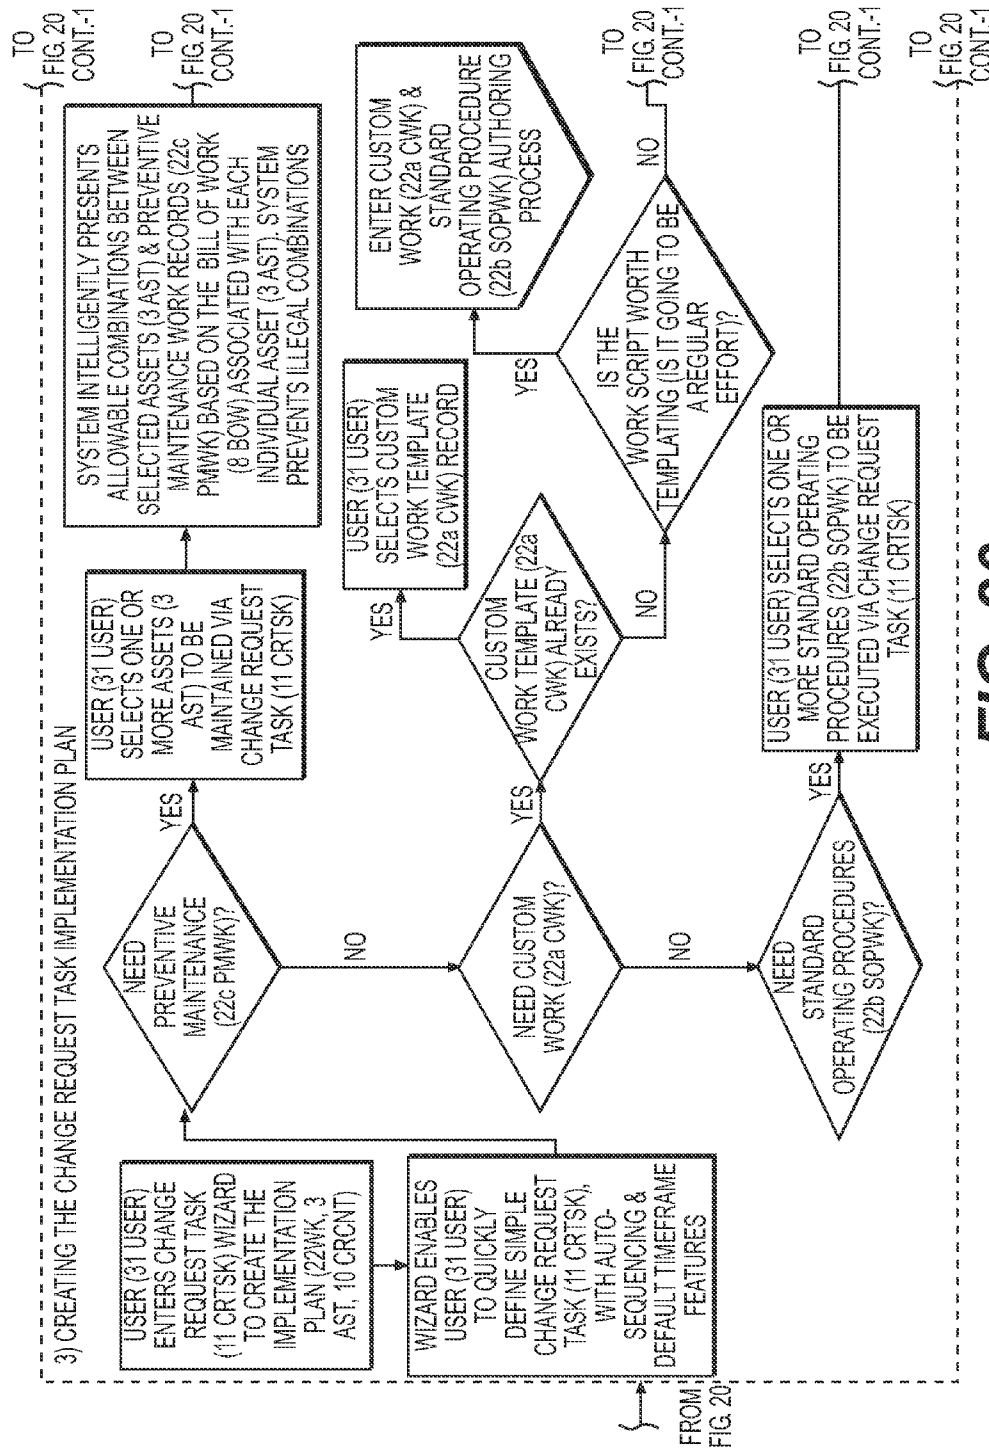 3) CREATING THE CHANGE REQUEST TASK IMPLEMENTATION PLAN
USER (31 USER)
ENTERS CHANGE
REQUEST TASK
(11 CRTSK) WIZARD
TO CREATE THE
IMPLEMENTATION
PLAN (22WK, 3
AST, 10 CRCNT)
WIZARD ENABLES
USER (31 USER)
TO QUICKLY
DEFINE SIMPLE
CHANGE REQUEST
TASK (11 CRTSK),
WITH AUTO-
SEQUENCING &
DEFAULT TIMEFRAME
FEATURES
FROM
FIG. 20
NEED
PREVENTIVE
MAINTENANCE
(22c PMWK)?
YES
NO
USER (31 USER)
SELECTS ONE OR
MORE ASSETS (3
AST) TO BE
MAINTAINED VIA
CHANGE REQUEST
TASK (11 CRTSK)
SYSTEM INTELLIGENTLY PRESENTS
ALLOWABLE COMBINATIONS BETWEEN
SELECTED ASSETS (3 AST) & PREVENTIVE
MAINTENANCE WORK RECORDS (22c
PMWK) BASED ON THE BILL OF WORK
(8 BOW) ASSOCIATED WITH EACH
INDIVIDUAL ASSET (3 AST). SYSTEM
PREVENTS ILLEGAL COMBINATIONS
TO
FIG. 20
CONT.-1
TO
FIG. 20
CONT.-1
NEED CUSTOM
WORK (22a CWK)?
YES
NO
CUSTOM
WORK TEMPLATE (22a
CWK) ALREADY
EXISTS?
YES
NO
USER (31 USER)
SELECTS CUSTOM
WORK TEMPLATE
(22a CWK) RECORD
IS THE
WORK SCRIPT WORTH
TEMPLATING (IS IT GOING TO BE
A REGULAR
EFFORT)?
YES
NO
ENTER CUSTOM
WORK (22a CWK) &
STANDARD
OPERATING PROCEDURE
(22b SOPWK) AUTHORING
PROCESS
TO
FIG. 20
CONT.-1
NEED
STANDARD
OPERATING PROCEDURES
(22b SOPWK)?
YES
USER (31 USER) SELECTS ONE OR
MORE STANDARD OPERATING
PROCEDURES (22b SOPWK) TO BE
EXECUTED VIA CHANGE REQUEST
TASK (11 CRTSK)
TO
FIG. 20
CONT.-1
TO
FIG. 20
CONT.-1